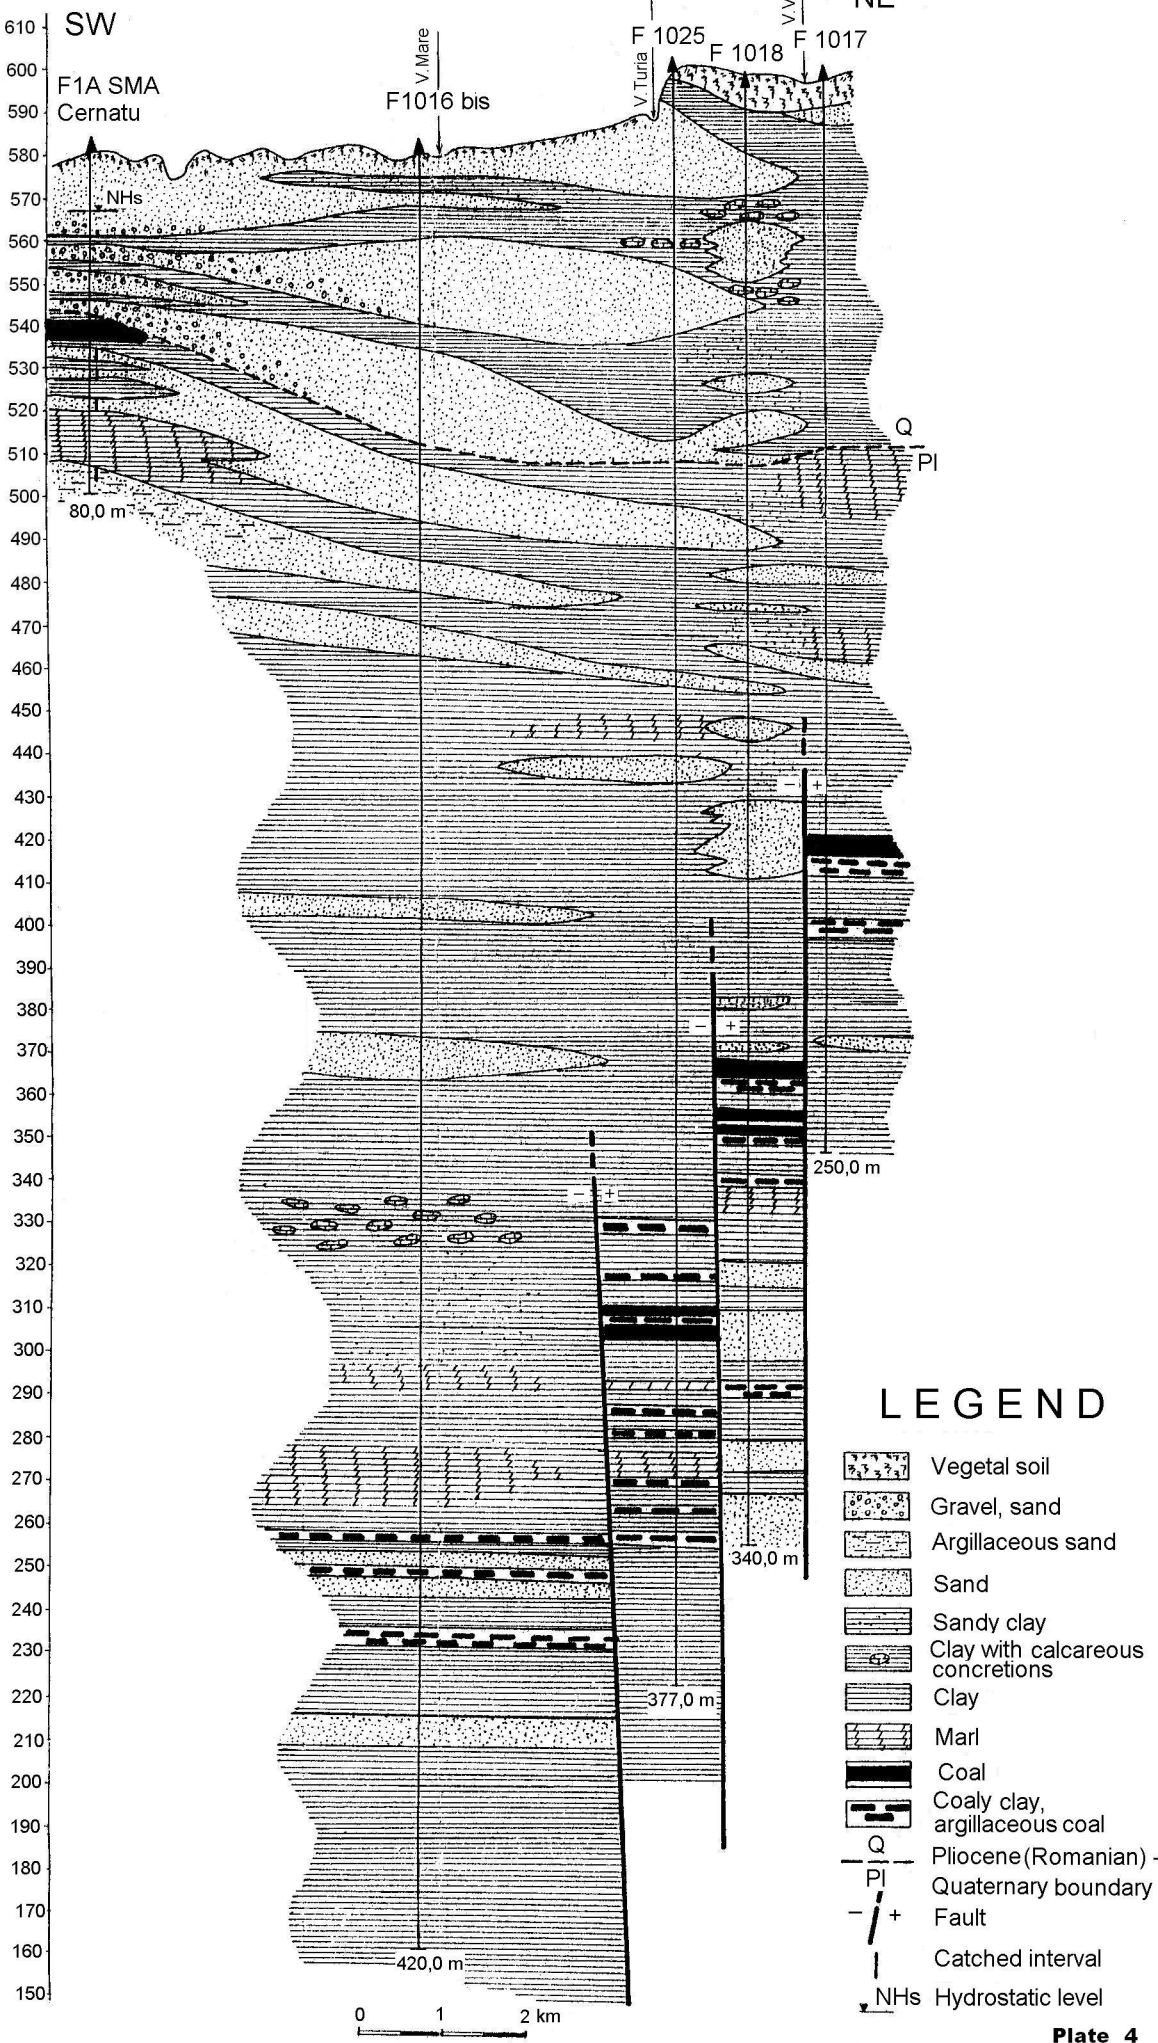 SW
NE
F1A SMA
Cernatu
V. Mare
F1016 bis
V. Turia
F 1025
F 1018
V.V
F 1017
610
600
590
580
570
560
550
540
530
520
510
500
490
480
470
460
450
440
430
420
410
400
390
380
370
360
350
340
330
320
310
300
290
280
270
260
250
240
230
220
210
200
190
180
170
160
150
NHs
80,0 m
Q
Pl
- +
- +
- +
250,0 m
340,0 m
377,0 m
420,0 m
0 1 2 km
LEGEND
Vegetal soil
Gravel, sand
Argillaceous sand
Sand
Sandy clay
Clay with calcareous
concretions
Clay
Marl
Coal
Coaly clay,
argillaceous coal
Q
Pl
Pliocene (Romanian) -
Quaternary boundary
- +
Fault
Catched interval
NHs Hydrostatic level
Plate 4